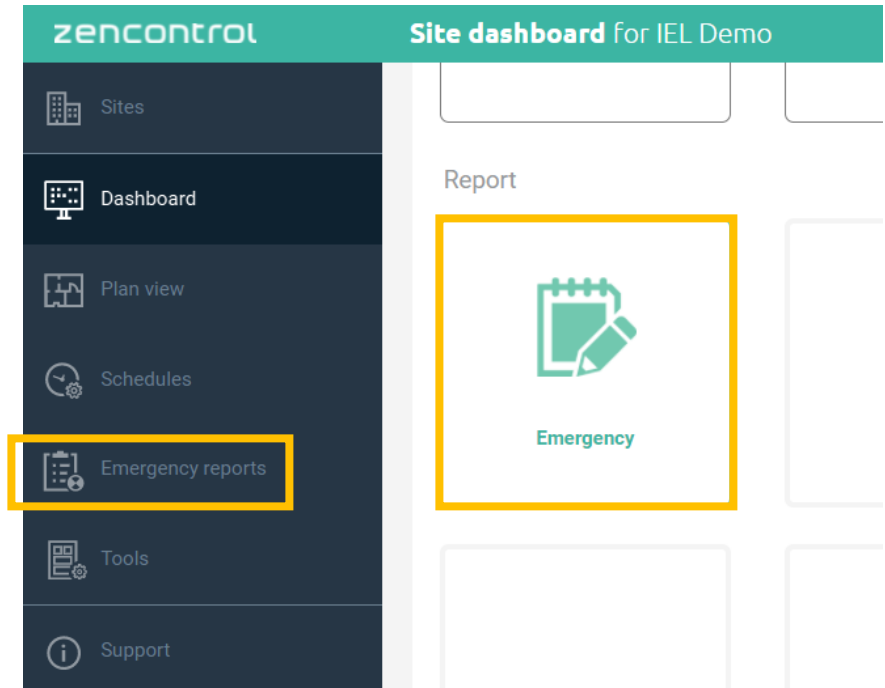 zencontrol
Site dashboard for IEL Demo
Sites
Dashboard
Plan view
Schedules
Emergency reports
Tools
Support
Report
Emergency